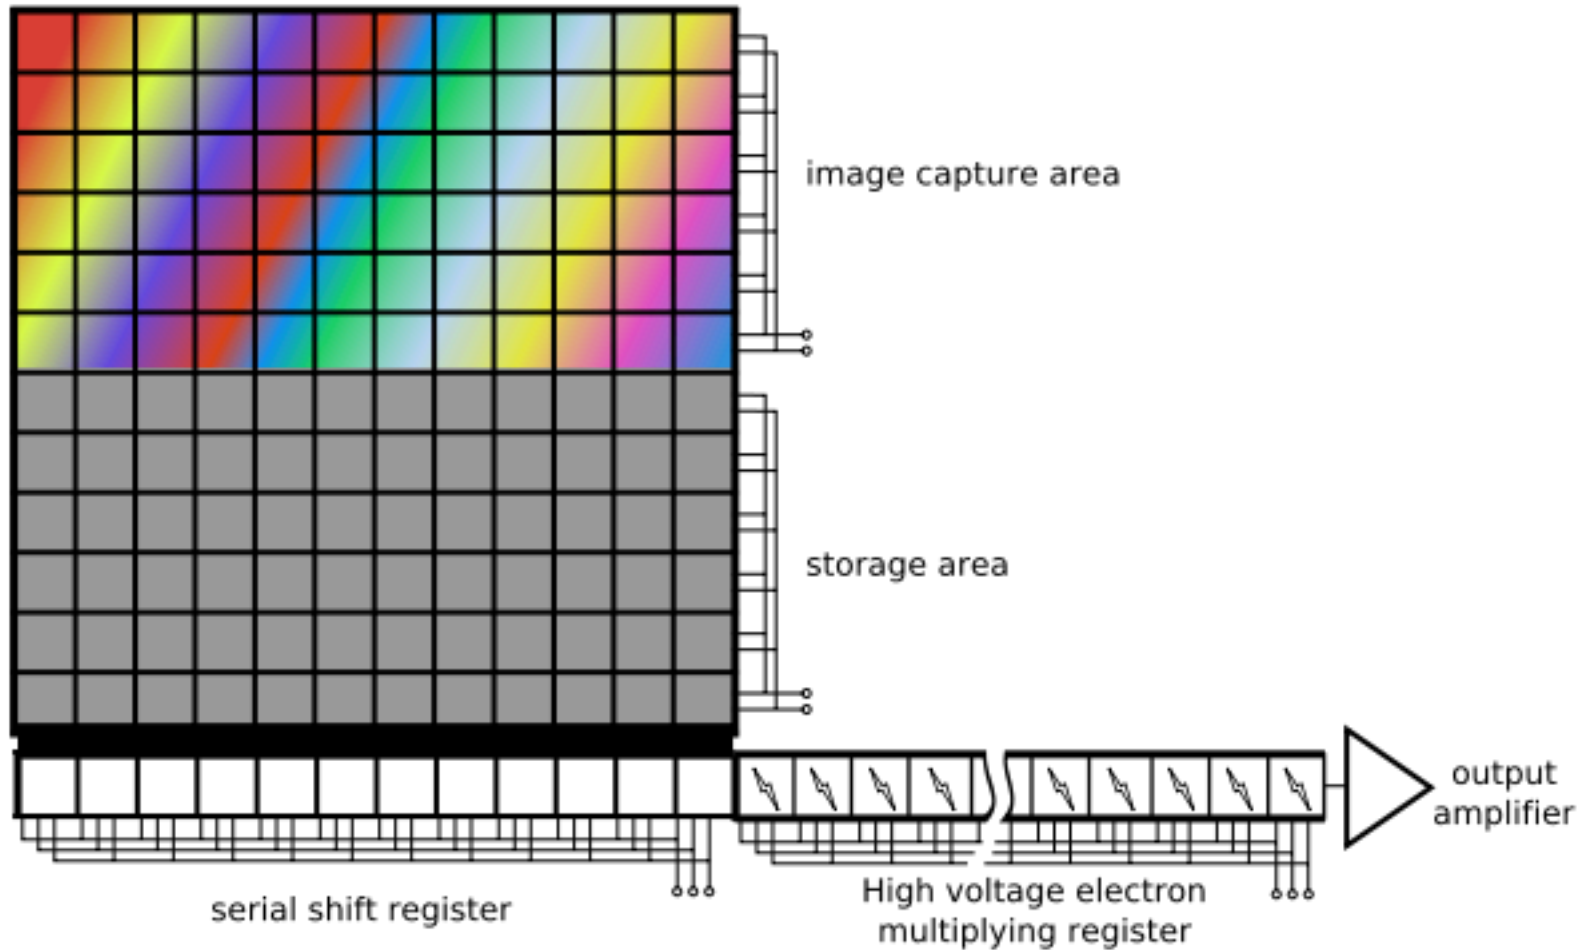 image capture area
storage area
output
amplifier
serial shift register
High voltage electron
multiplying register